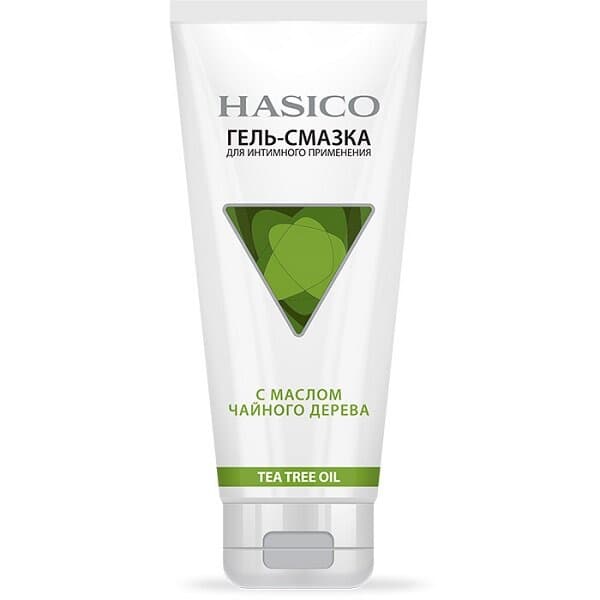 HASICO
ГЕЛЬ-СМАЗКА
ДЛЯ ИНТИМНОГО ПРИМЕНЕНИЯ
С МАСЛОМ
ЧАЙНОГО ДЕРЕВА
TEA TREE OIL